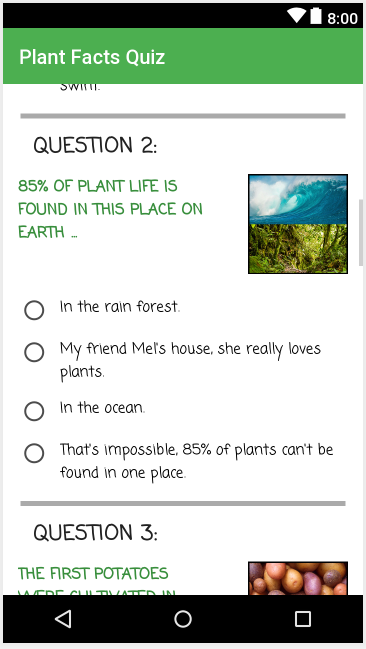 8:00
Plant Facts Quiz
swim.
QUESTION 2:
85% OF PLANT LIFE IS
FOUND IN THIS PLACE ON
EARTH ...
In the rain forest.
My friend Mel's house, she really loves
plants.
In the ocean.
That's impossible, 85% of plants can't be
found in one place.
QUESTION 3:
THE FIRST POTATOES
WERE CULTIVATED IN